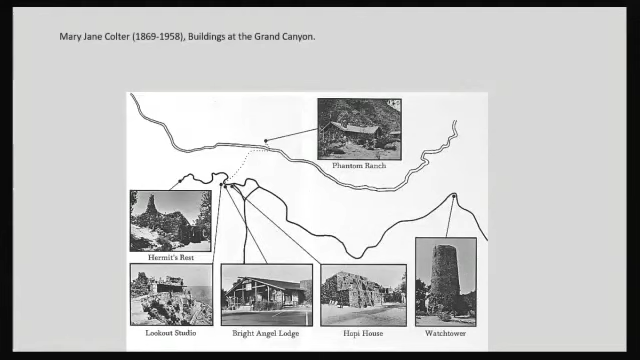 Mary Jane Colter (1869-1958), Buildings at the Grand Canyon.
Phantom Ranch
Hermit's Rest
Lookout Studio
Bright Angel Lodge
Hopi House
Watchtower